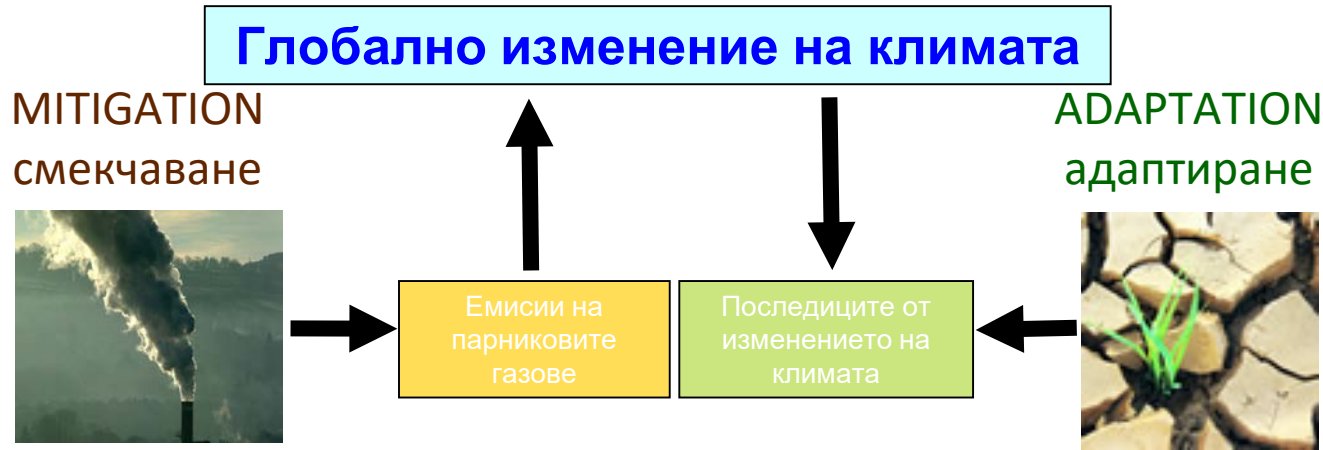 Глобално изменение на климата
MITIGATION
смекчаване
ADAPTATION
адаптиране
Емисии на
парниковите
газове
Последиците от
изменението на
климата